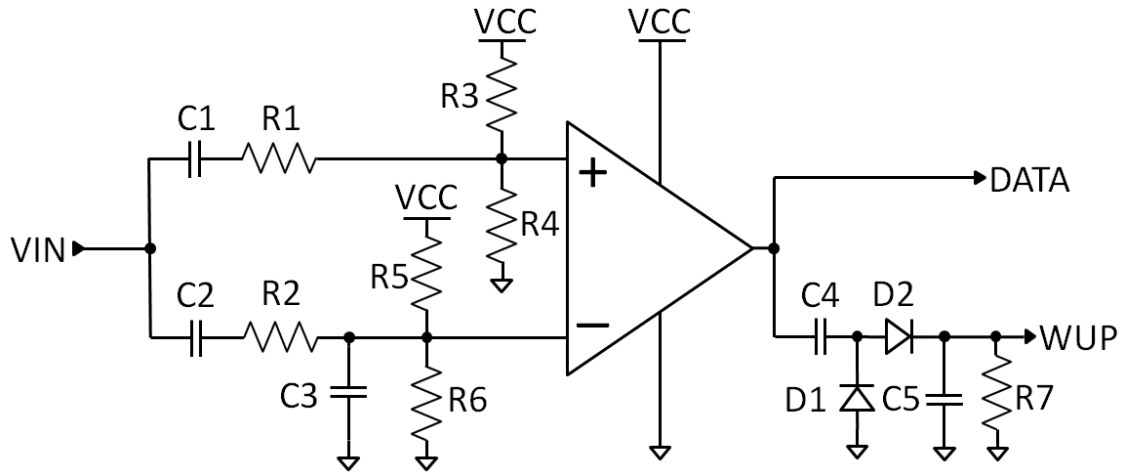 VCC
VCC
R3
C1
R1
+
VCC
DATA
R4
VIN
R5
C2
R2
C4
D2
−
WUP
C3
R6
D1
C5
R7